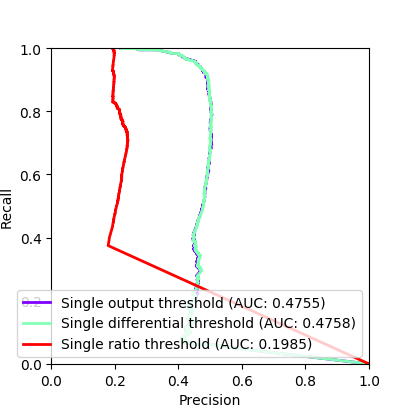 1.0
0.8
0.6
0.4
0.2
0.0
Recall
Single output threshold (AUC: 0.4755)
Single differential threshold (AUC: 0.4758)
Single ratio threshold (AUC: 0.1985)
0.0 0.2 0.4 0.6 0.8 1.0
Precision